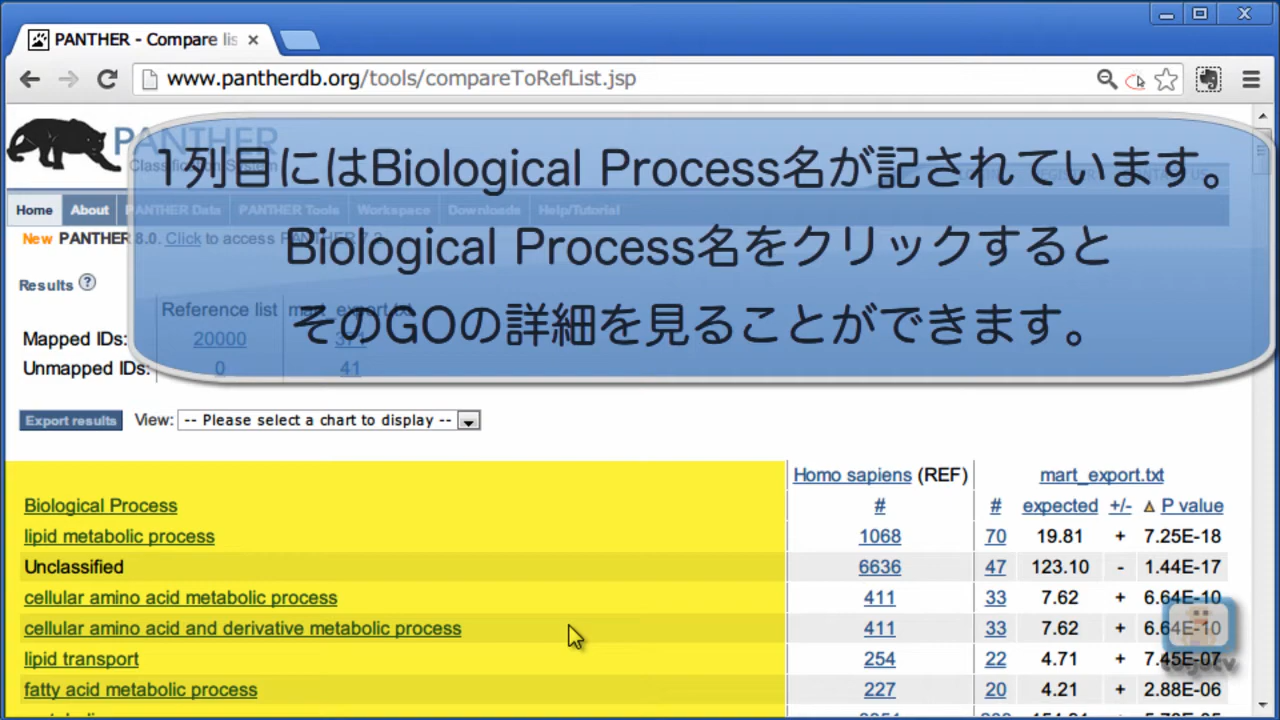 PANTHER - Compare lis
www.pantherdb.org/tools/compareToRefList.jsp
PANTHER
Classification System
1列目にはBiological Process名が記されています。
Biological Process名をクリックすると
そのGOの詳細を見ることができます。
Home About PANTHER Data PANTHER Tools Workspace Downloads Help/Tutorial
New PANTHER 8.0. Click to access PANTHER 7.2
Results ?
Reference list mart_export.txt
Mapped IDs: 20000
Unmapped IDs: 0 41
Export results View: -- Please select a chart to display --
Homo sapiens (REF) mart_export.txt
Biological Process # # expected +/- P value
lipid metabolic process 1068 70 19.81 + 7.25E-18
Unclassified 6636 47 123.10 - 1.44E-17
cellular amino acid metabolic process 411 33 7.62 + 6.64E-10
cellular amino acid and derivative metabolic process 411 33 7.62 + 6.64E-10
lipid transport 254 22 4.71 + 7.45E-07
fatty acid metabolic process 227 20 4.21 + 2.88E-06
togotv